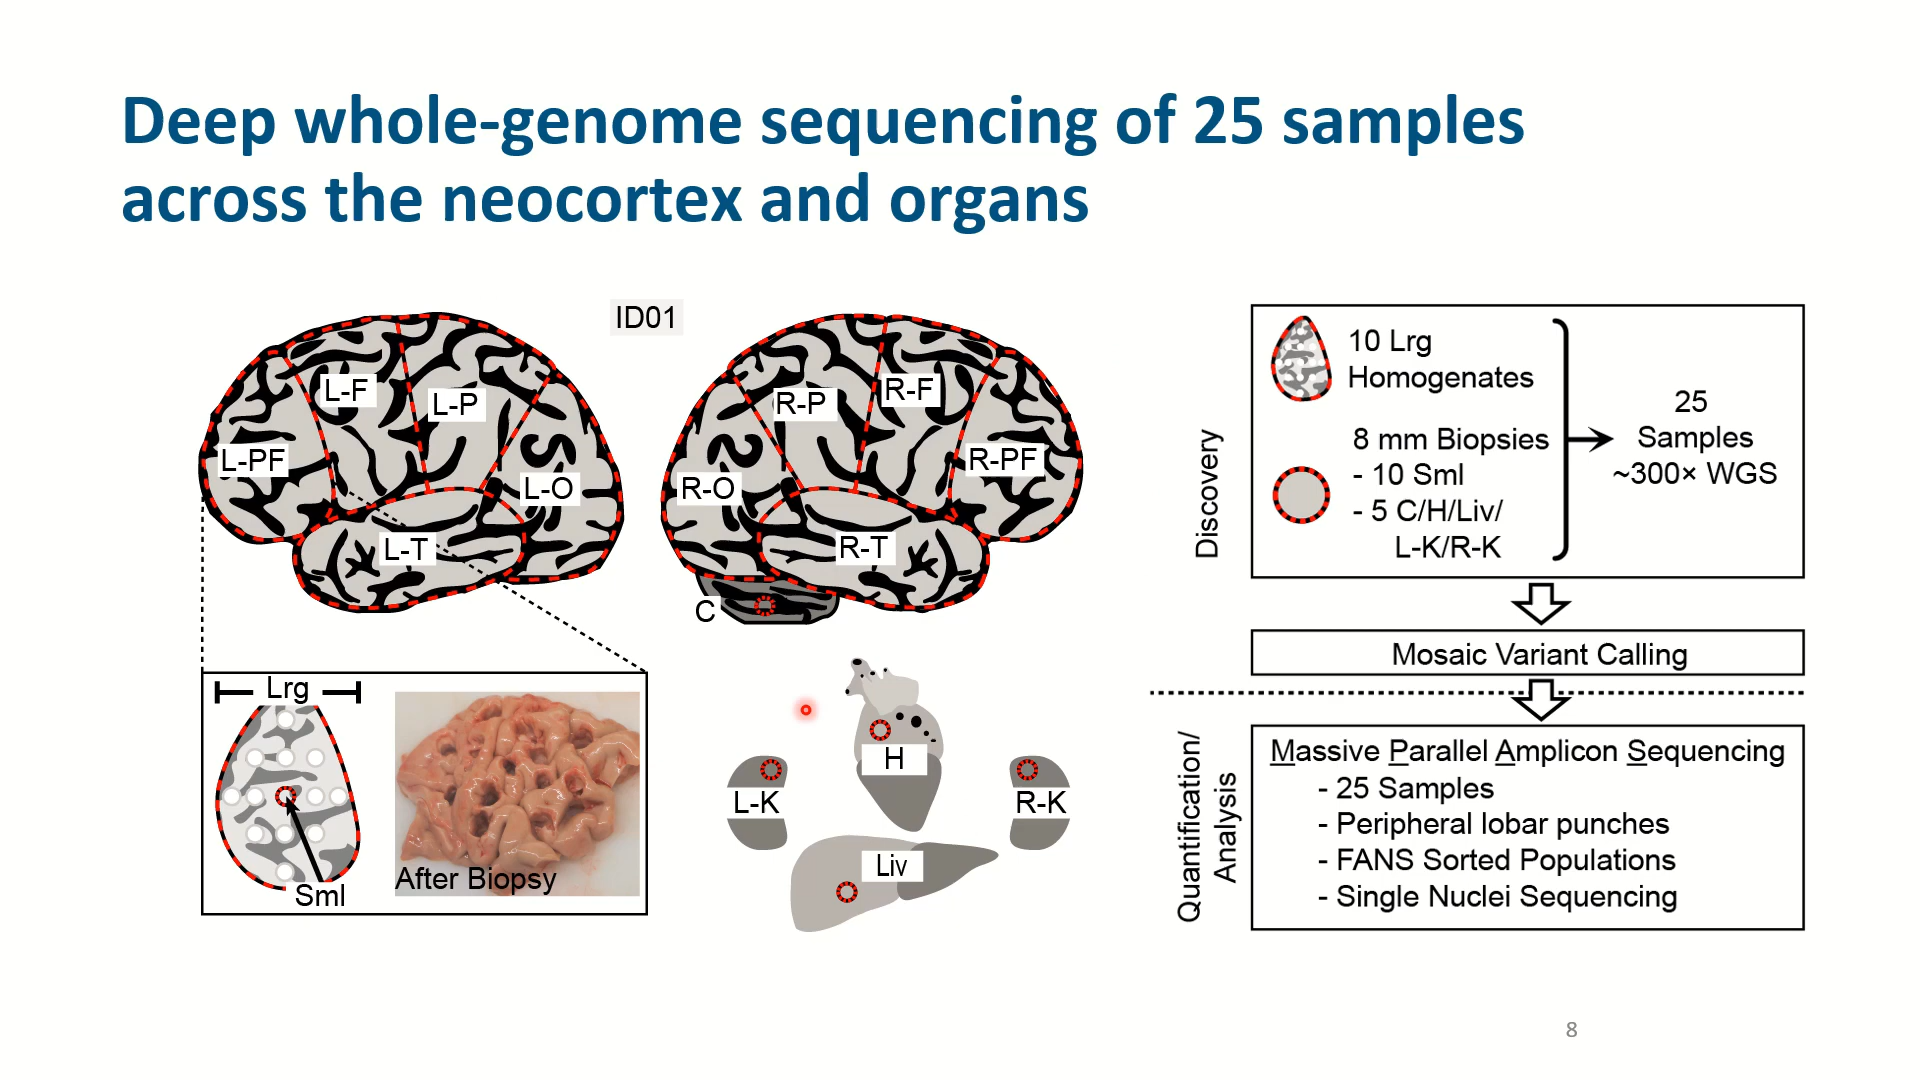 Deep whole-genome sequencing of 25 samples
across the neocortex and organs
ID01
L-F
L-P
L-PF
L-O
L-T
R-P
R-F
R-PF
R-O
R-T
C
Lrg
Sml
After Biopsy
H
L-K
R-K
Liv
Discovery
10 Lrg
Homogenates
8 mm Biopsies
- 10 Sml
- 5 C/H/Liv/
L-K/R-K
25
Samples
~300× WGS
Mosaic Variant Calling
Quantification/
Analysis
Massive Parallel Amplicon Sequencing
- 25 Samples
- Peripheral lobar punches
- FANS Sorted Populations
- Single Nuclei Sequencing
8